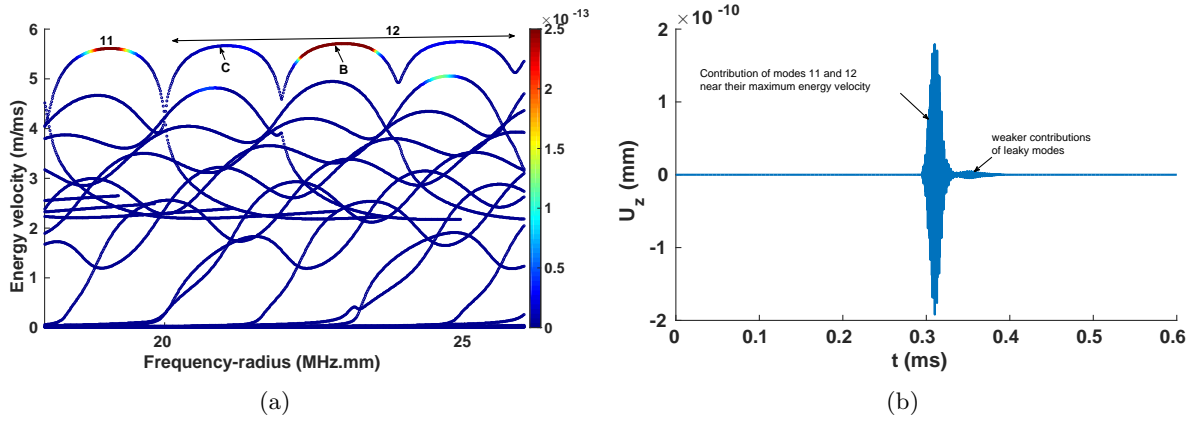 × 10 -13
6
5
4
3
2
1
0
Energy velocity (m/ms)
11
12
C
B
20
25
Frequency-radius (MHz.mm)
2.5
2
1.5
1
0.5
0
(a)
× 10 -10
2
1
0
-1
-2
U_z (mm)
Contribution of modes 11 and 12
near their maximum energy velocity
weaker contributions
of leaky modes
0
0.1
0.2
0.3
0.4
0.5
0.6
t (ms)
(b)